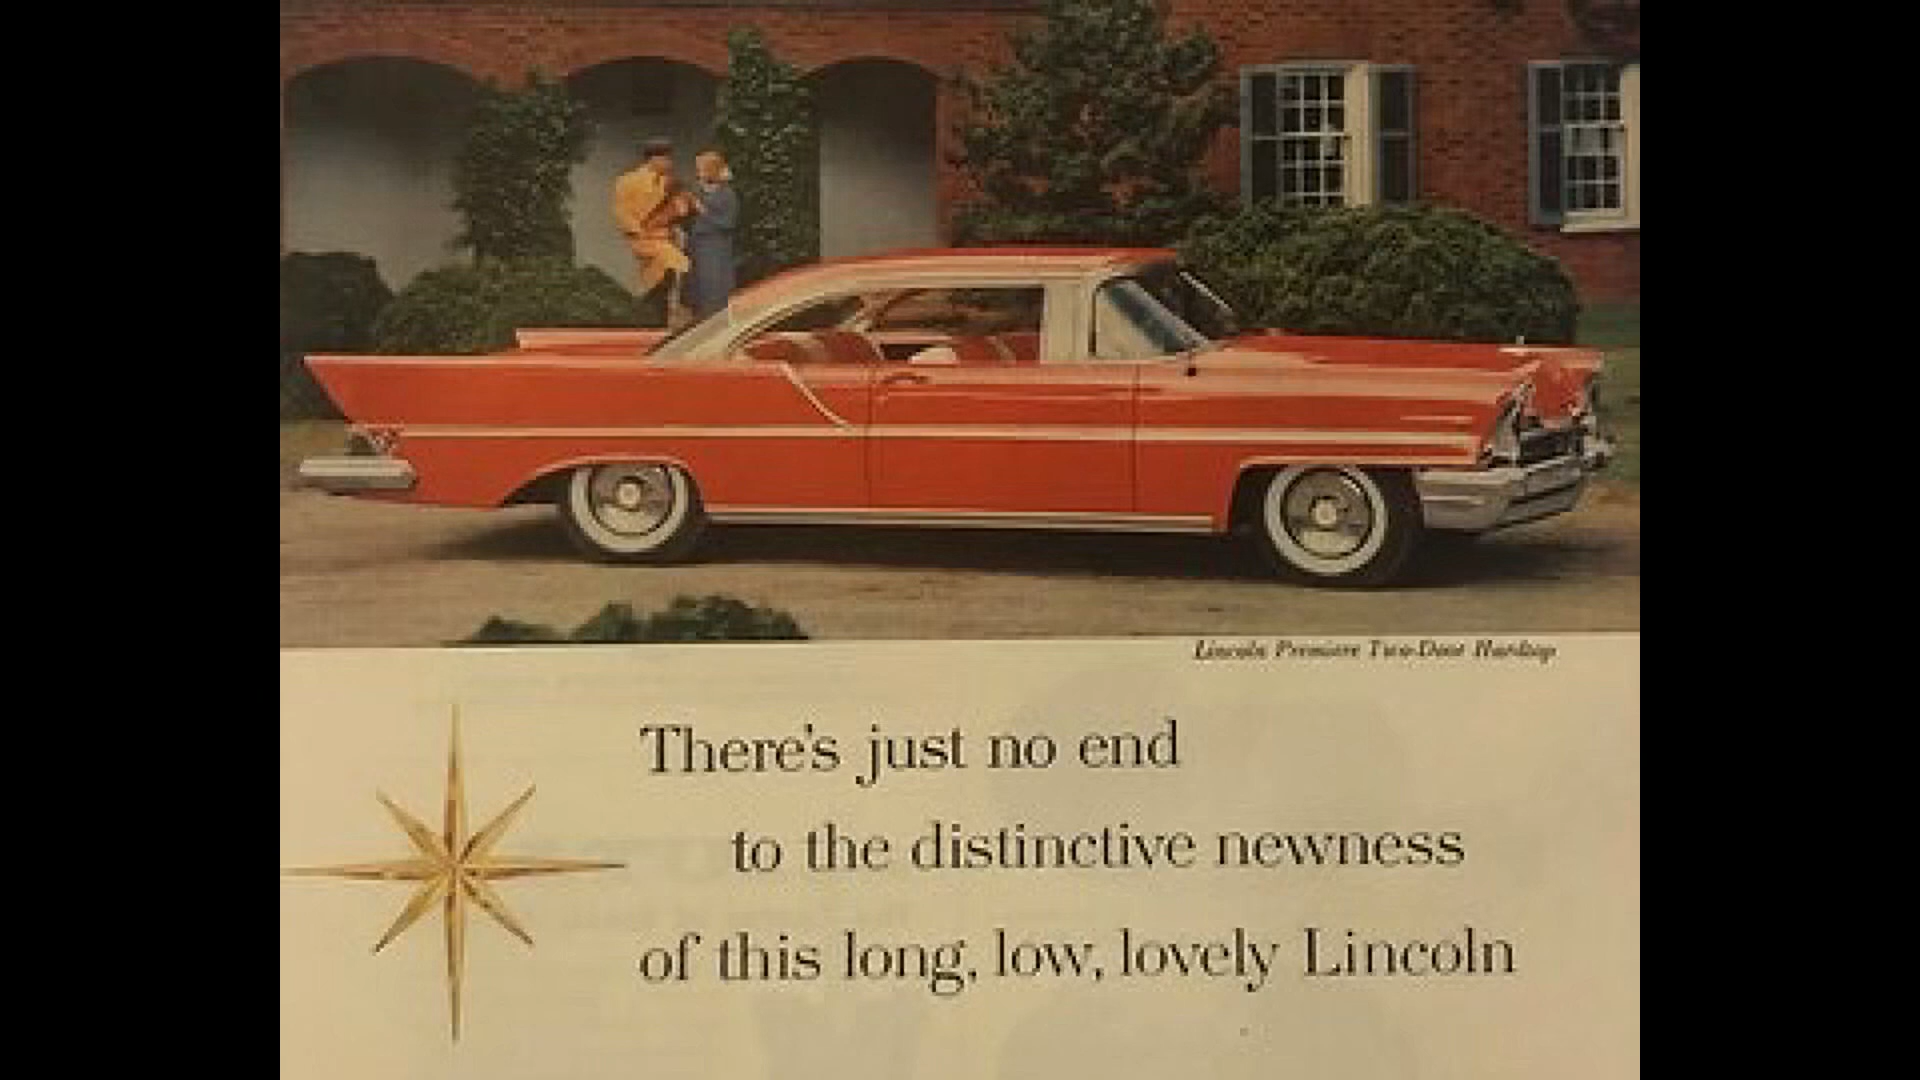 Lincoln Premiere Two-Door Hardtop
There's just no end
to the distinctive newness
of this long, low, lovely Lincoln